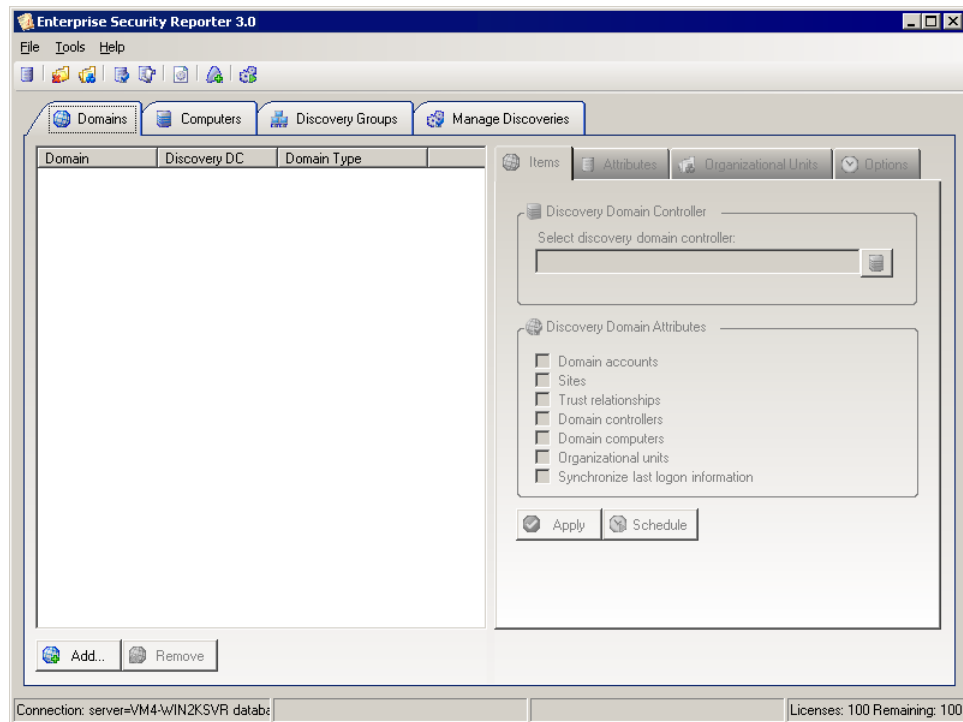 Enterprise Security Reporter 3.0
File Tools Help
Domains Computers Discovery Groups Manage Discoveries
Domain Discovery DC Domain Type
Items Attributes Organizational Units Options
Discovery Domain Controller
Select discovery domain controller:
Discovery Domain Attributes
Domain accounts
Sites
Trust relationships
Domain controllers
Domain computers
Organizational units
Synchronize last logon information
Apply Schedule
Add... Remove
Connection: server=VM4-WIN2KSVR databa
Licenses: 100 Remaining: 100